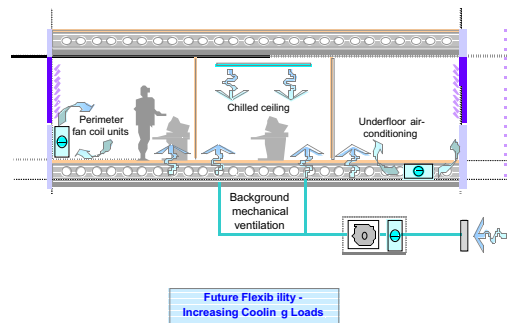 Chilled ceiling
Perimeter
fan coil units
Underfloor air-
conditioning
Background
mechanical
ventilation
Future Flexib ility -
Increasing Coolin g Loads